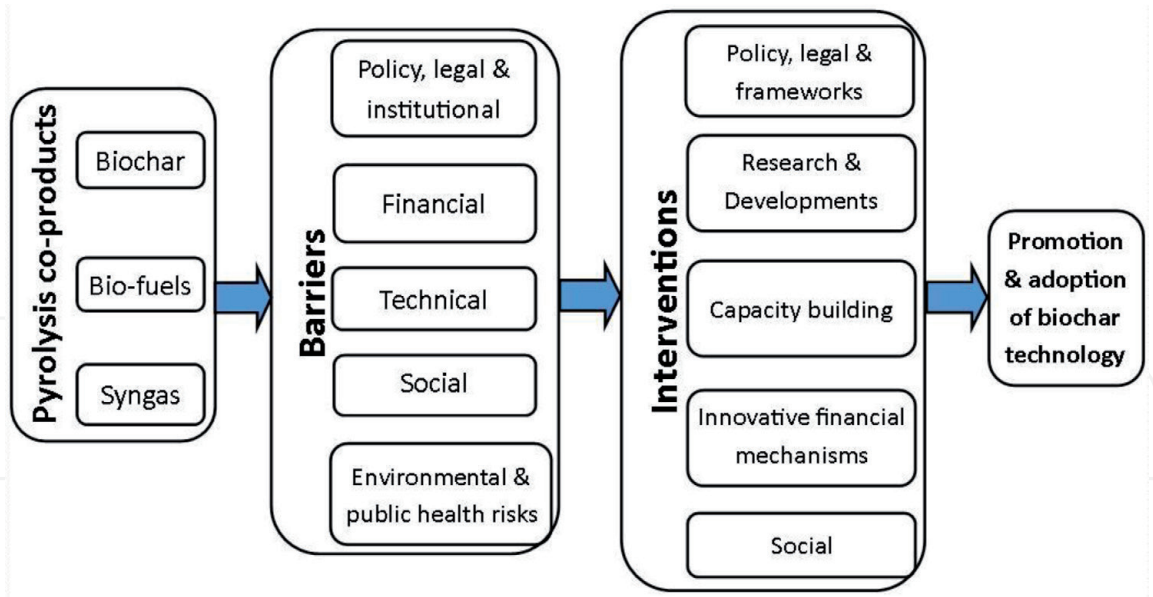 Pyrolysis co-products
Biochar
Bio-fuels
Syngas
Barriers
Policy, legal &
institutional
Financial
Technical
Social
Environmental &
public health risks
Interventions
Policy, legal &
frameworks
Research &
Developments
Capacity building
Innovative financial
mechanisms
Social
Promotion
& adoption
of biochar
technology